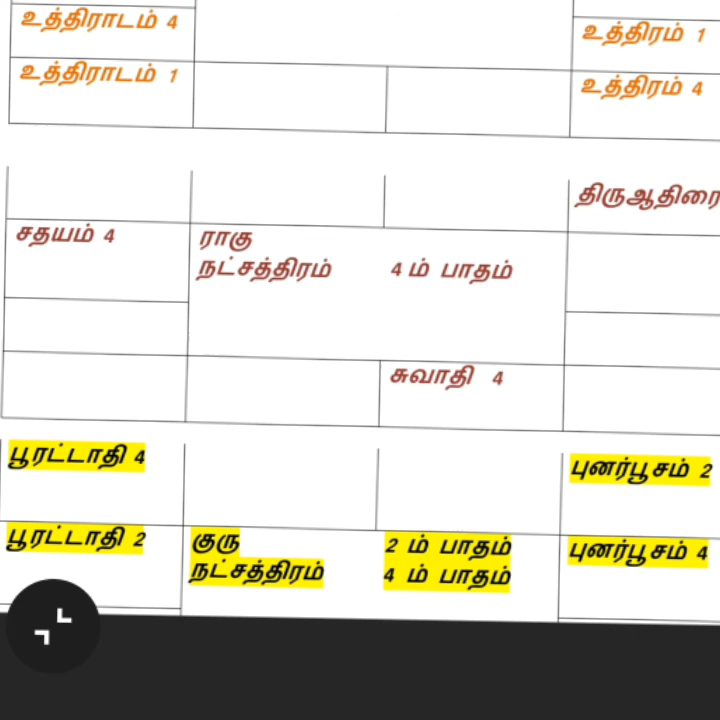 உத்திராடம் 4
உத்திரம் 1
உத்திராடம் 1
உத்திரம் 4
திருஆதிரை
சதயம் 4
ராகு
நட்சத்திரம் 4 ம் பாதம்
சுவாதி 4
பூரட்டாதி 4
புனர்பூசம் 2
பூரட்டாதி 2
குரு 2 ம் பாதம்
புனர்பூசம் 4
நட்சத்திரம் 4 ம் பாதம்